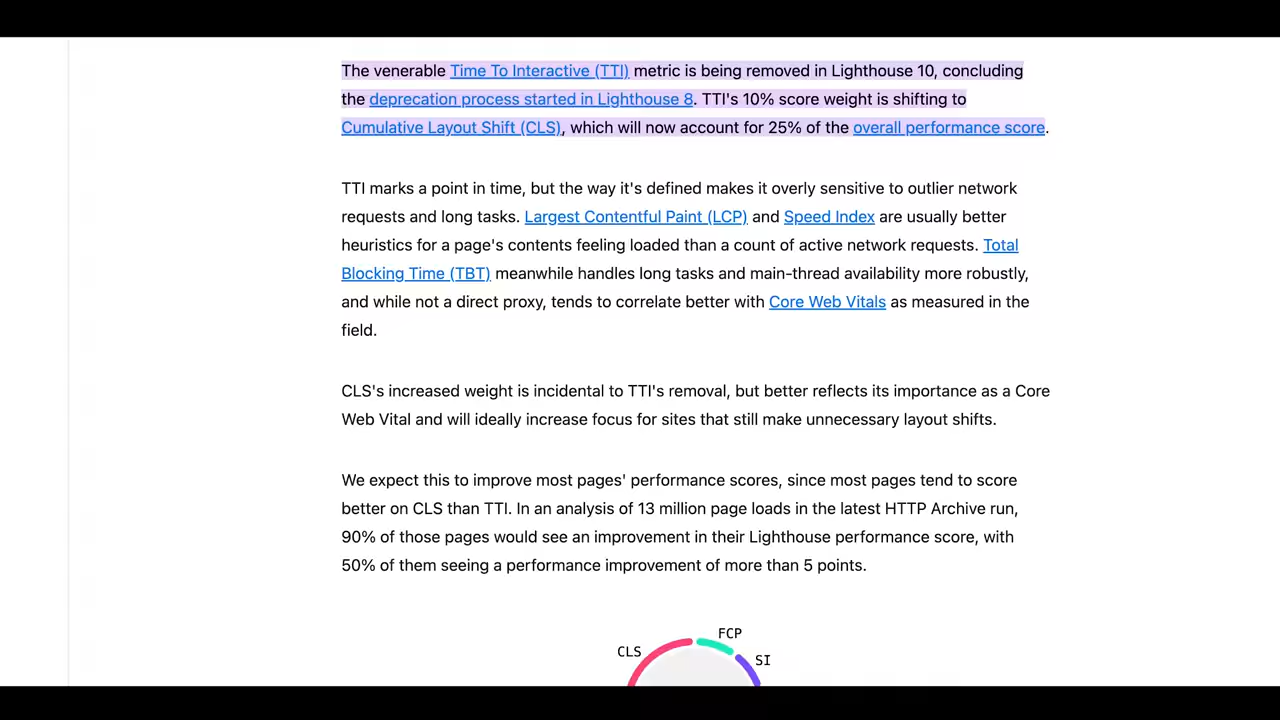 The venerable Time To Interactive (TTI) metric is being removed in Lighthouse 10, concluding
the deprecation process started in Lighthouse 8. TTI's 10% score weight is shifting to
Cumulative Layout Shift (CLS), which will now account for 25% of the overall performance score.
TTI marks a point in time, but the way it's defined makes it overly sensitive to outlier network
requests and long tasks. Largest Contentful Paint (LCP) and Speed Index are usually better
heuristics for a page's contents feeling loaded than a count of active network requests. Total
Blocking Time (TBT) meanwhile handles long tasks and main-thread availability more robustly,
and while not a direct proxy, tends to correlate better with Core Web Vitals as measured in the
field.
CLS's increased weight is incidental to TTI's removal, but better reflects its importance as a Core
Web Vital and will ideally increase focus for sites that still make unnecessary layout shifts.
We expect this to improve most pages' performance scores, since most pages tend to score
better on CLS than TTI. In an analysis of 13 million page loads in the latest HTTP Archive run,
90% of those pages would see an improvement in their Lighthouse performance score, with
50% of them seeing a performance improvement of more than 5 points.
FCP
CLS
SI